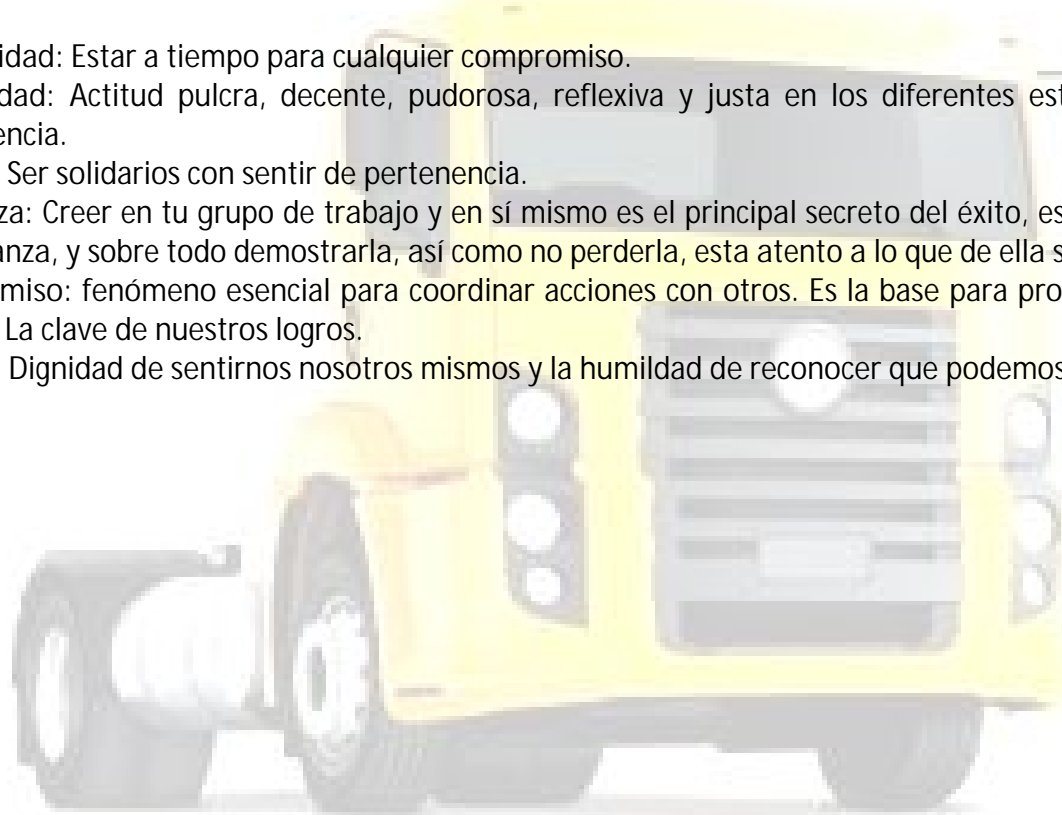 idad: Estar a tiempo para cualquier compromiso.
dad: Actitud pulcra, decente, pudorosa, reflexiva y justa en los diferentes est
encia.
Ser solidarios con sentir de pertenencia.
za: Creer en tu grupo de trabajo y en sí mismo es el principal secreto del éxito, es
anza, y sobre todo demostrarla, así como no perderla, esta atento a lo que de ella s
miso: fenómeno esencial para coordinar acciones con otros. Es la base para pro
La clave de nuestros logros.
Dignidad de sentirnos nosotros mismos y la humildad de reconocer que podemos